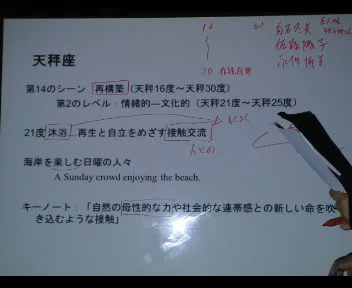 天秤座
第14のシーン 再構築（天秤16度～天秤30度）
第2のレベル：情緒的―文化的（天秤21度～天秤25度）
21度 沐浴…再生と自立をめざす接触交流
海岸を楽しむ日曜の人々
A Sunday crowd enjoying the beach.
キーノート：「自然の母性的な力や社会的な連帯感との新しい命を吹
き込むような接触」